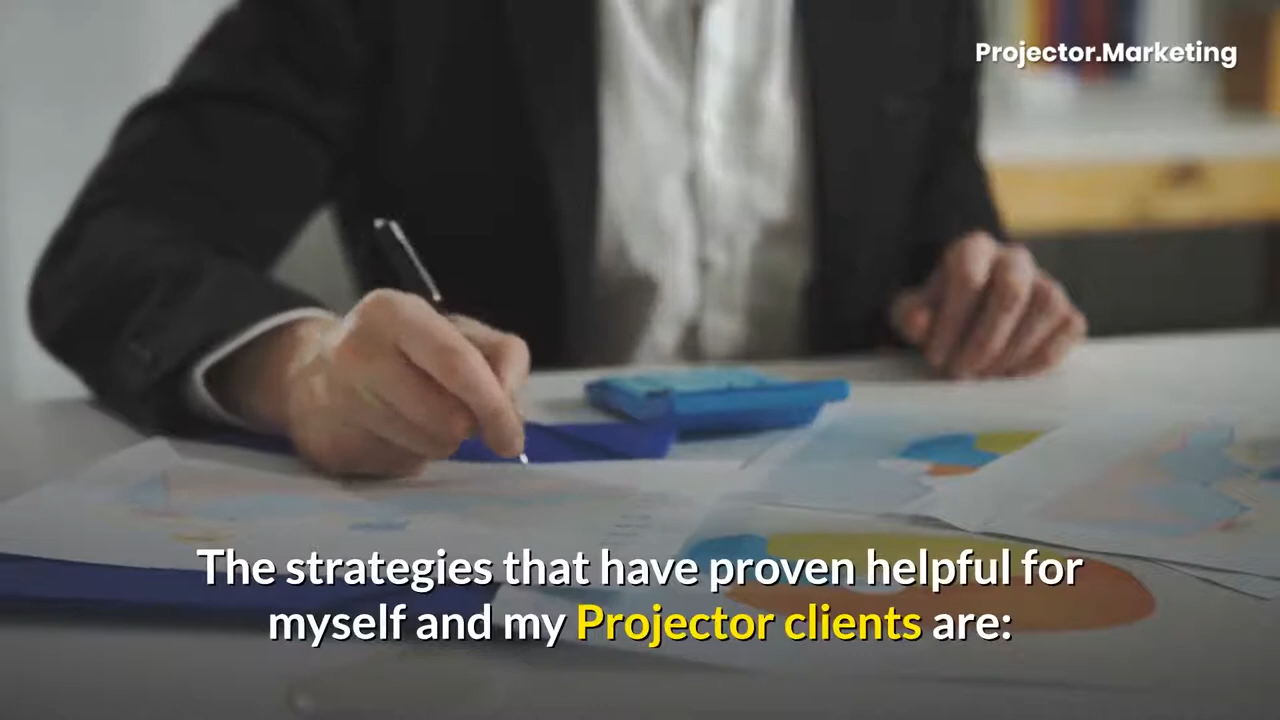 Projector.Marketing
The strategies that have proven helpful for
myself and my Projector clients are: